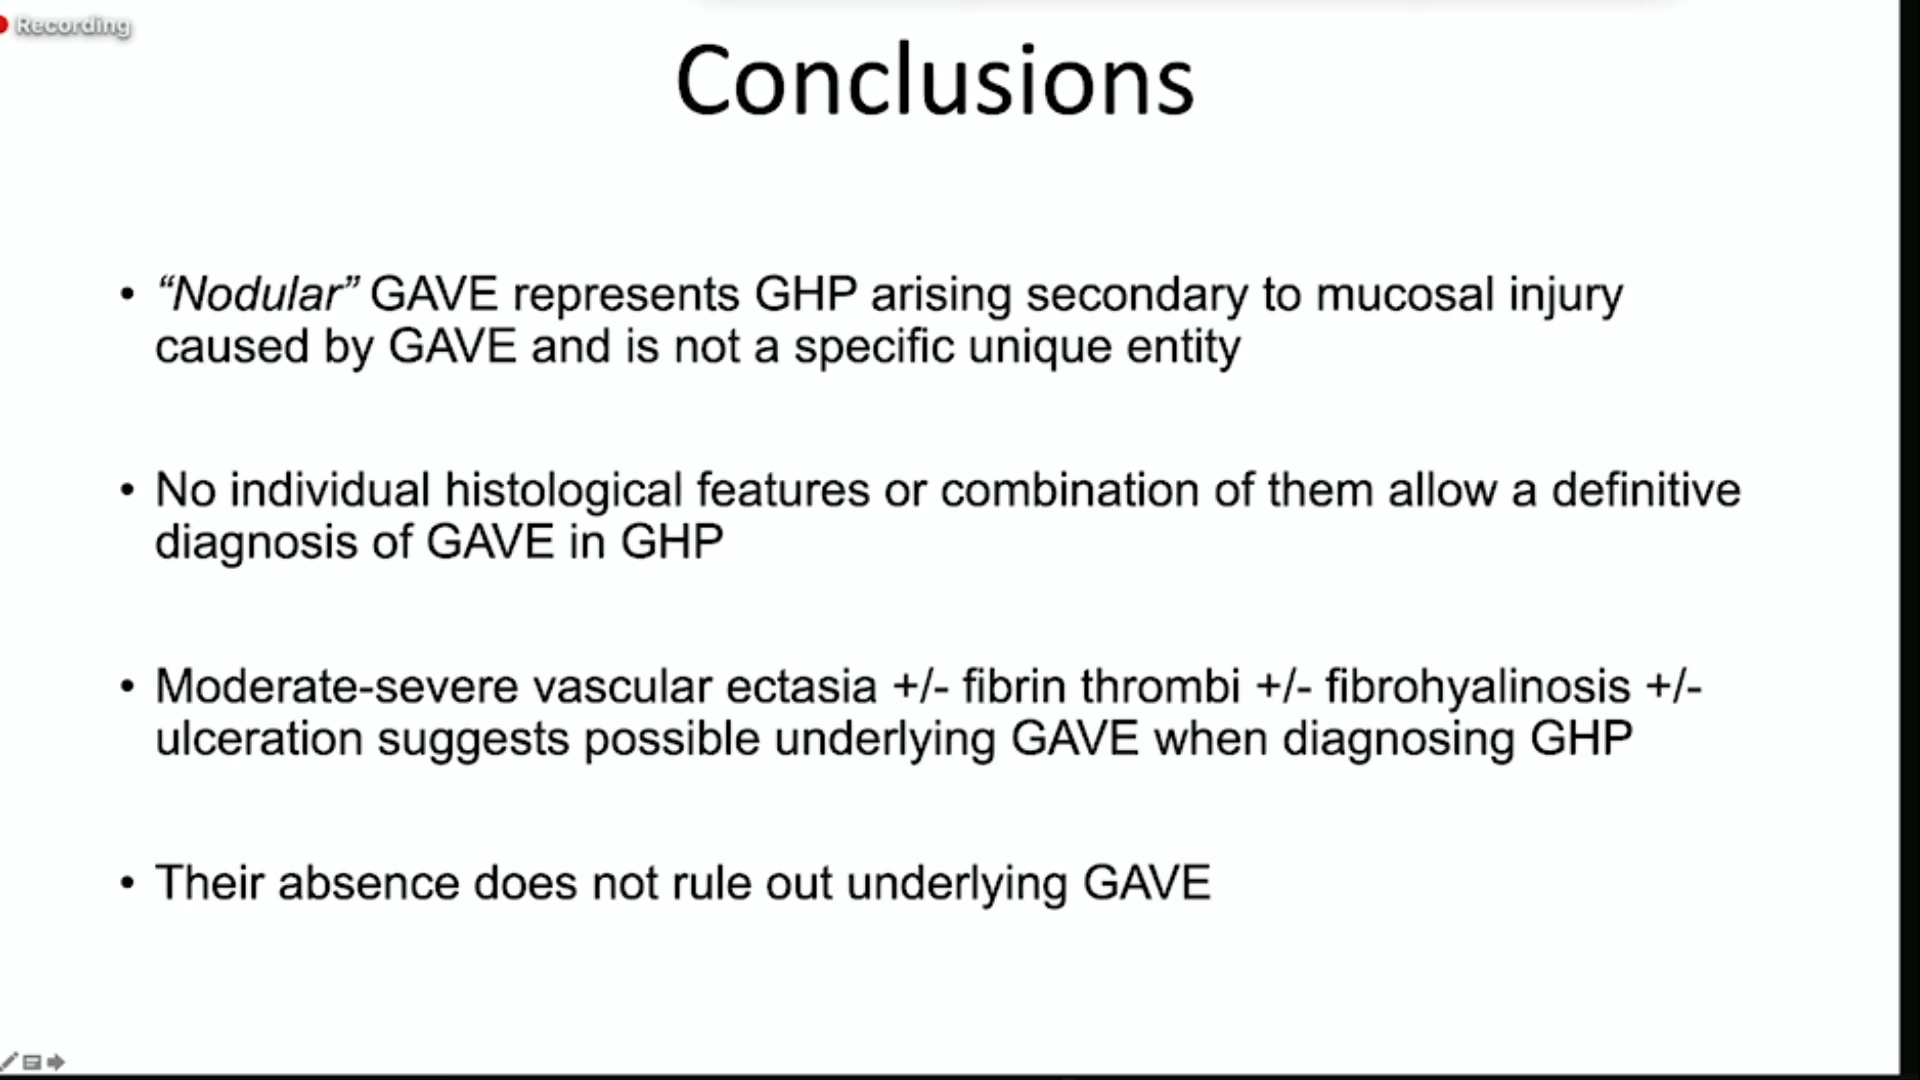 Recording
Conclusions
• “Nodular” GAVE represents GHP arising secondary to mucosal injury
caused by GAVE and is not a specific unique entity
• No individual histological features or combination of them allow a definitive
diagnosis of GAVE in GHP
• Moderate-severe vascular ectasia +/- fibrin thrombi +/- fibrohyalinosis +/-
ulceration suggests possible underlying GAVE when diagnosing GHP
• Their absence does not rule out underlying GAVE